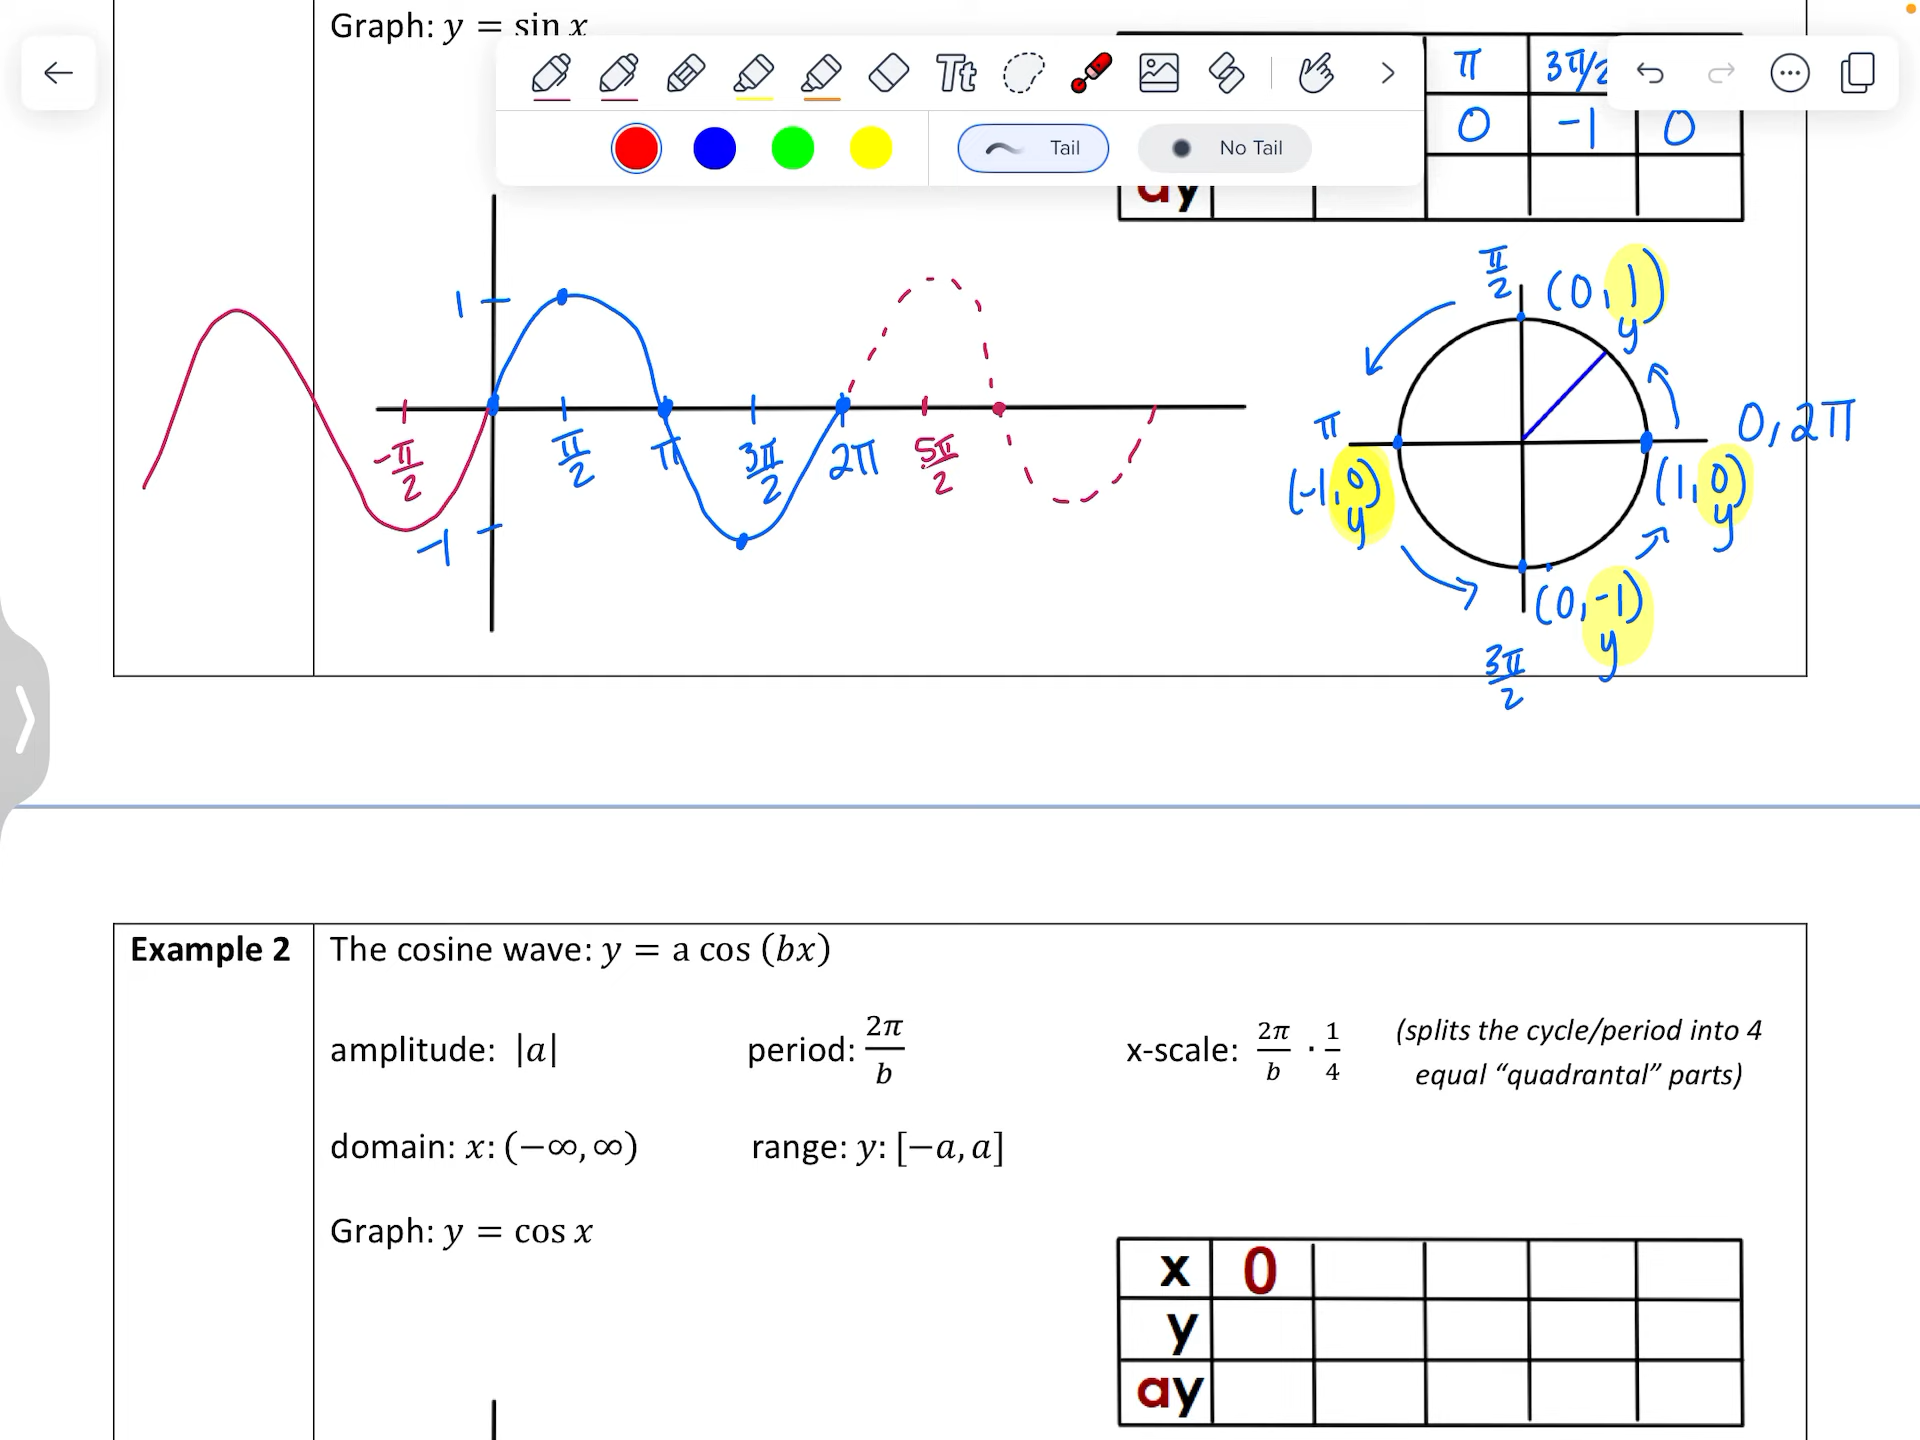 Graph: y = sin x
Tt
Tail
No Tail
π 3π/2
0 -1 0
ay
1
-1
-π/2 π/2 π 3π/2 2π 5π/2
π/2 (0, 1)
y
π 0, 2π
(-1, 0) (1, 0)
y y
(0, -1)
y
3π/2
Example 2 The cosine wave: y = a cos (bx)
amplitude: |a| period: 2π/b x-scale: 2π/b · 1/4 (splits the cycle/period into 4
equal “quadrantal” parts)
domain: x: (−∞, ∞) range: y: [−a, a]
Graph: y = cos x
x 0
y
ay